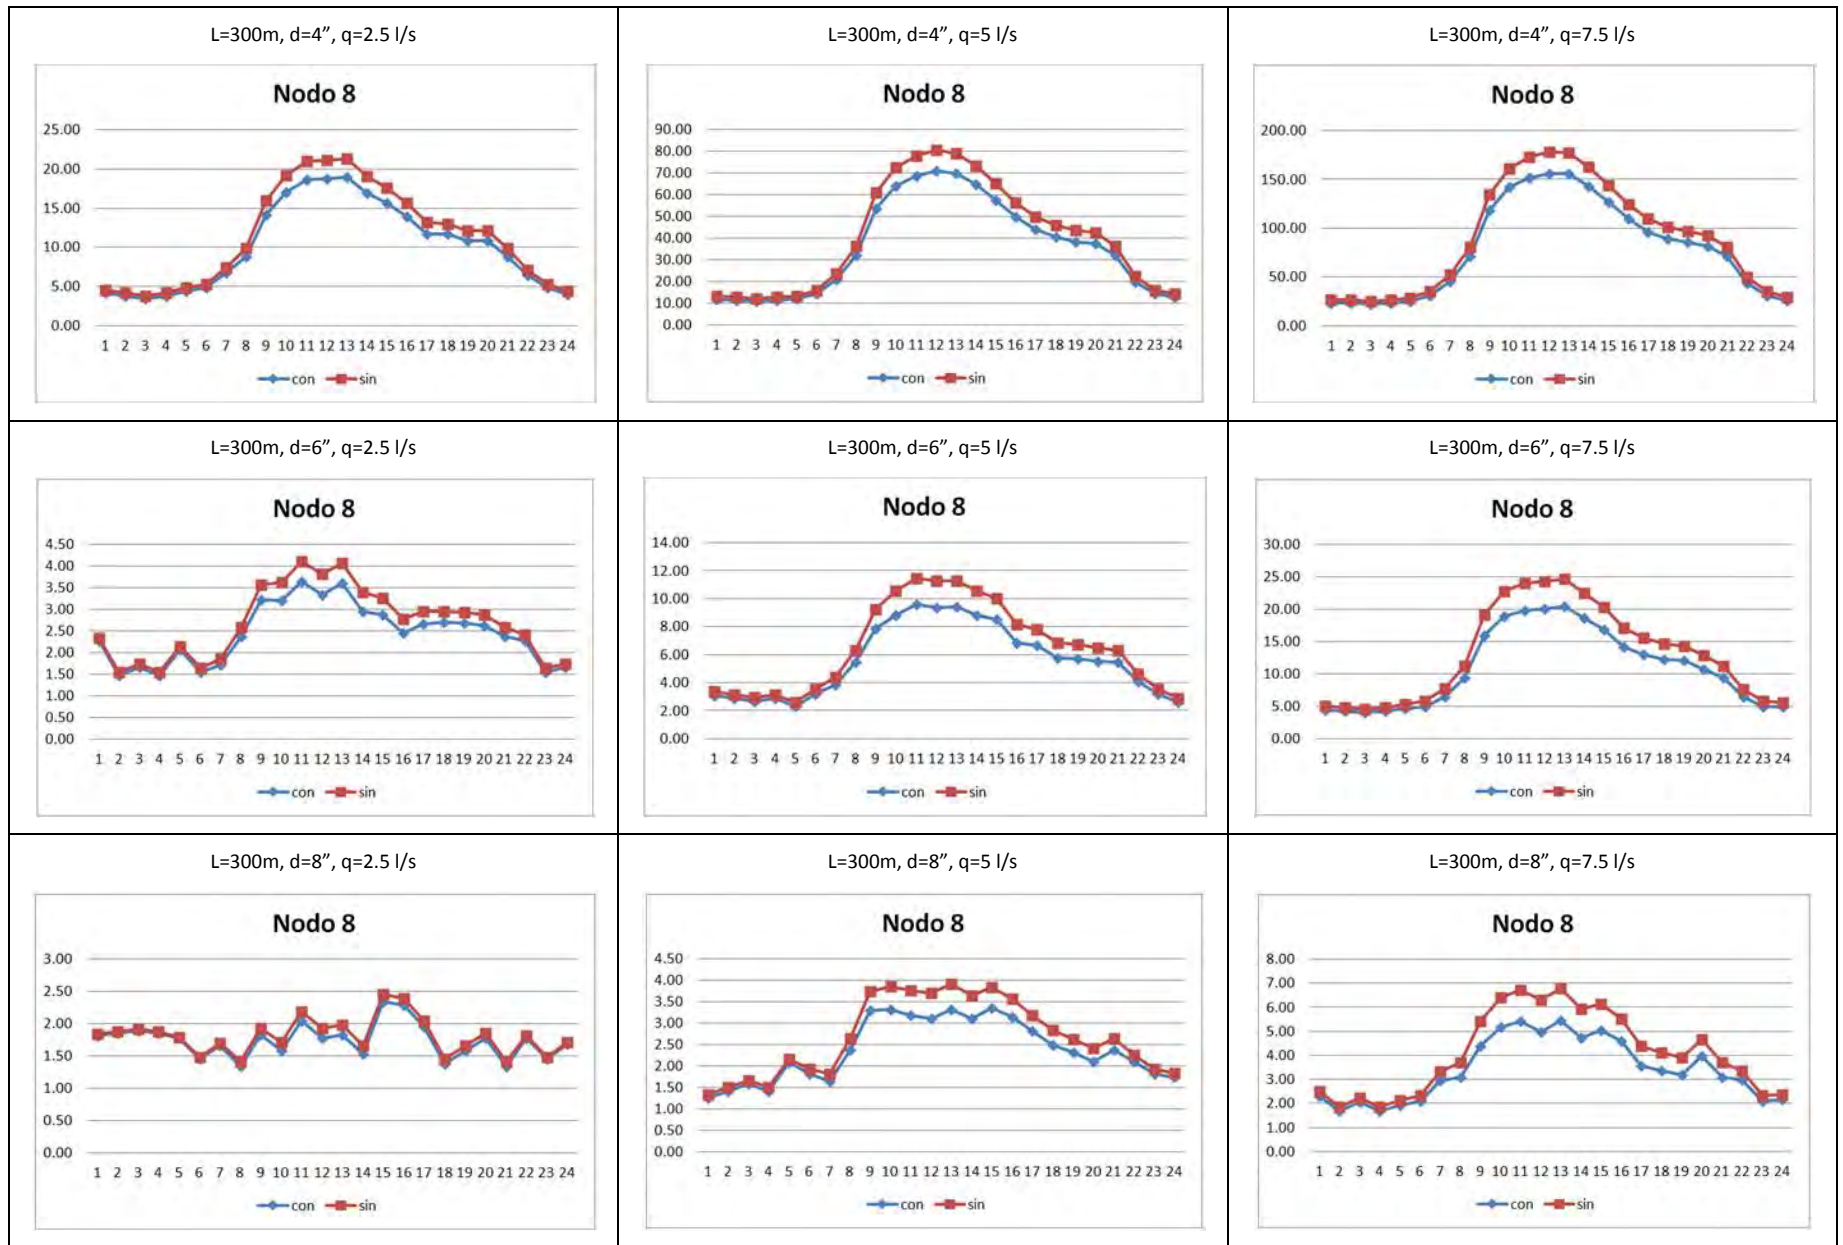 L=300m, d=4”, q=2.5 l/s
Nodo 8
25.00
20.00
15.00
10.00
5.00
0.00
1 2 3 4 5 6 7 8 9 10 11 12 13 14 15 16 17 18 19 20 21 22 23 24
con sin
L=300m, d=4”, q=5 l/s
Nodo 8
90.00
80.00
70.00
60.00
50.00
40.00
30.00
20.00
10.00
0.00
1 2 3 4 5 6 7 8 9 10 11 12 13 14 15 16 17 18 19 20 21 22 23 24
con sin
L=300m, d=4”, q=7.5 l/s
Nodo 8
200.00
150.00
100.00
50.00
0.00
1 2 3 4 5 6 7 8 9 10 11 12 13 14 15 16 17 18 19 20 21 22 23 24
con sin
L=300m, d=6”, q=2.5 l/s
Nodo 8
4.50
4.00
3.50
3.00
2.50
2.00
1.50
1.00
0.50
0.00
1 2 3 4 5 6 7 8 9 10 11 12 13 14 15 16 17 18 19 20 21 22 23 24
con sin
L=300m, d=6”, q=5 l/s
Nodo 8
14.00
12.00
10.00
8.00
6.00
4.00
2.00
0.00
1 2 3 4 5 6 7 8 9 10 11 12 13 14 15 16 17 18 19 20 21 22 23 24
con sin
L=300m, d=6”, q=7.5 l/s
Nodo 8
30.00
25.00
20.00
15.00
10.00
5.00
0.00
1 2 3 4 5 6 7 8 9 10 11 12 13 14 15 16 17 18 19 20 21 22 23 24
con sin
L=300m, d=8”, q=2.5 l/s
Nodo 8
3.00
2.50
2.00
1.50
1.00
0.50
0.00
1 2 3 4 5 6 7 8 9 10 11 12 13 14 15 16 17 18 19 20 21 22 23 24
con sin
L=300m, d=8”, q=5 l/s
Nodo 8
4.50
4.00
3.50
3.00
2.50
2.00
1.50
1.00
0.50
0.00
1 2 3 4 5 6 7 8 9 10 11 12 13 14 15 16 17 18 19 20 21 22 23 24
con sin
L=300m, d=8”, q=7.5 l/s
Nodo 8
8.00
7.00
6.00
5.00
4.00
3.00
2.00
1.00
0.00
1 2 3 4 5 6 7 8 9 10 11 12 13 14 15 16 17 18 19 20 21 22 23 24
con sin